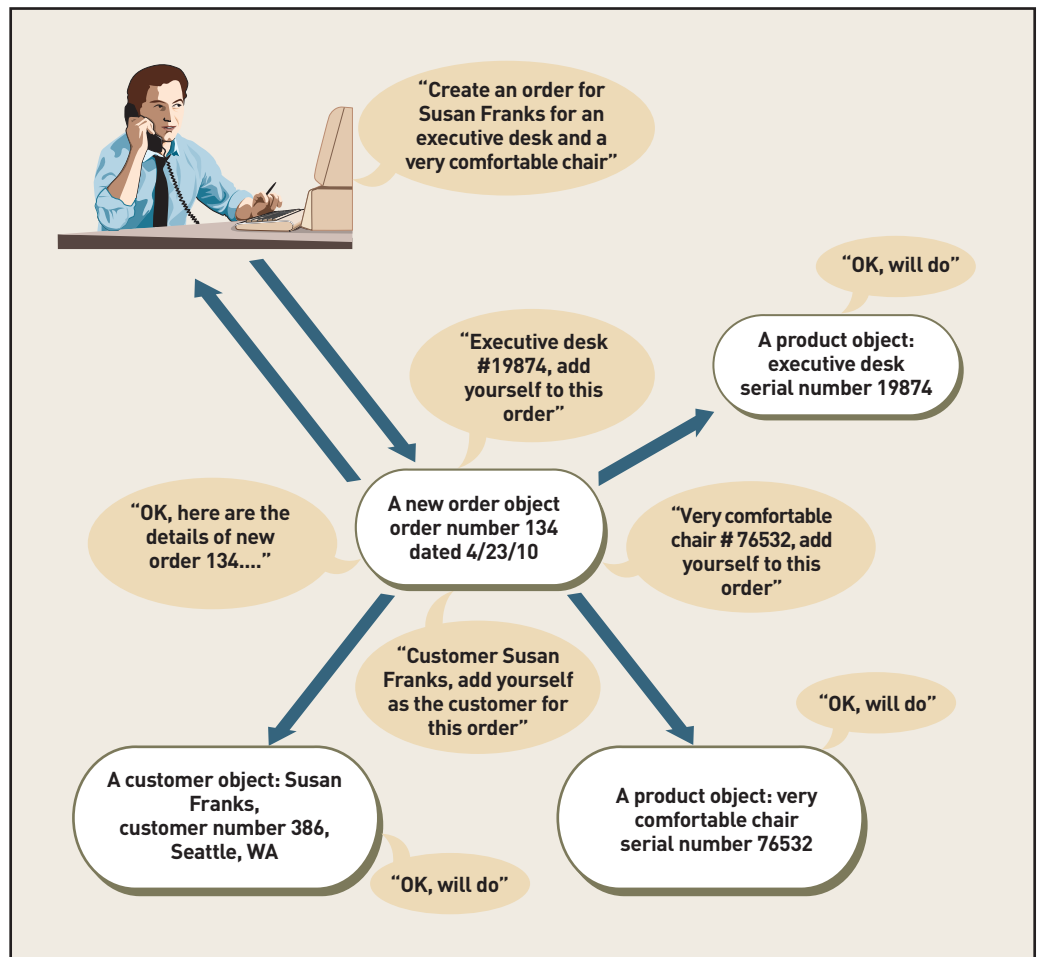 “Create an order for
Susan Franks for an
executive desk and a
very comfortable chair”
“OK, will do”
A product object:
executive desk
serial number 19874
“Executive desk
#19874, add
yourself to this
order”
“OK, here are the
details of new
order 134....”
A new order object
order number 134
dated 4/23/10
“Very comfortable
chair # 76532, add
yourself to this
order”
“Customer Susan
Franks, add yourself
as the customer for
this order”
“OK, will do”
A customer object: Susan
Franks,
customer number 386,
Seattle, WA
A product object: very
comfortable chair
serial number 76532
“OK, will do”